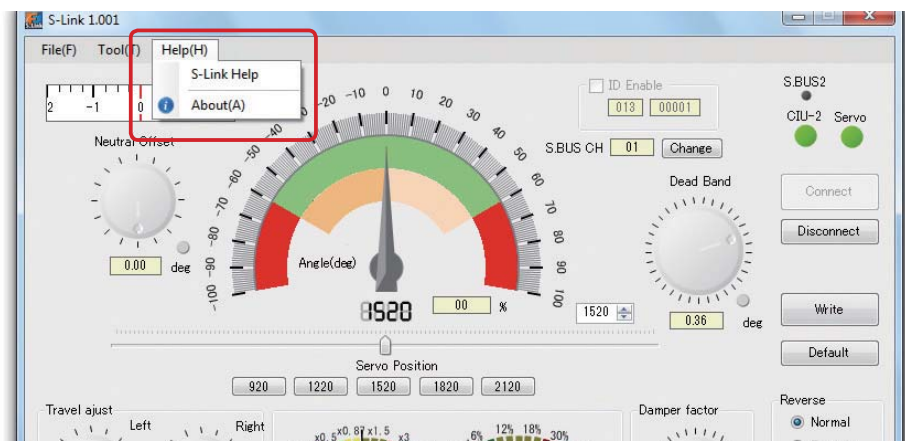 S-Link 1.001
File(F) Tool(T) Help(H)
S-Link Help
About(A)
2 -1 0
Neutral Offset
0.00 deg
-100 -90 -80 -70 -60 -50 -40 -20 -10 0 10 20 30 40 50 60 70 80 90 100
Angle(deg)
1520
00 %
1520
ID Enable
013 00001
S.BUS CH 01 Change
Dead Band
0.36 deg
S.BUS2
CIU-2 Servo
Connect
Disconnect
Write
Default
Servo Position
920 1220 1520 1820 2120
Travel ajust
Left Right
x0.5 x0.87 x1.5 x3
6% 12% 18% 30%
Damper factor
Reverse
Normal